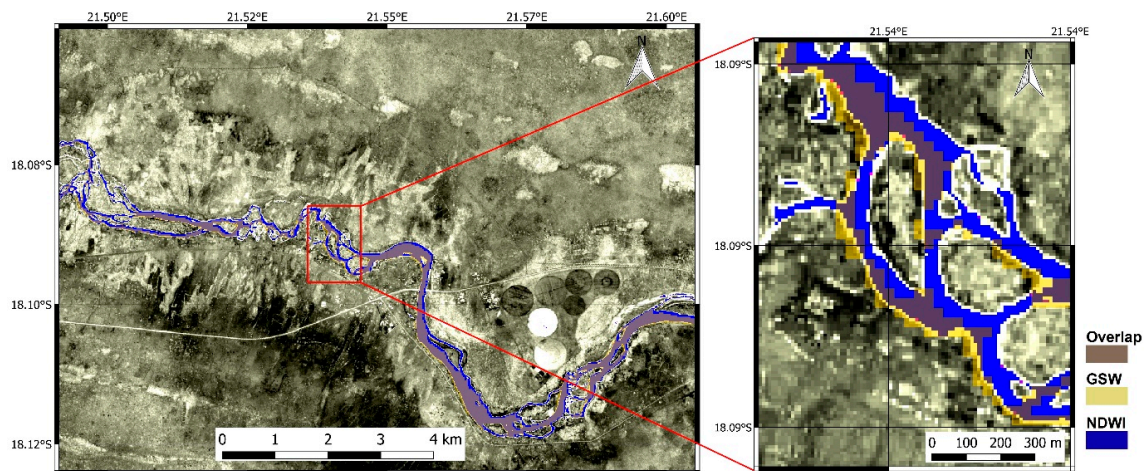 21.50°E 21.52°E 21.55°E 21.57°E 21.60°E
N
18.08°S
18.10°S
18.12°S
0 1 2 3 4 km
21.54°E 21.54°E
N
18.09°S
18.09°S
18.09°S
0 100 200 300 m
Overlap
GSW
NDWI